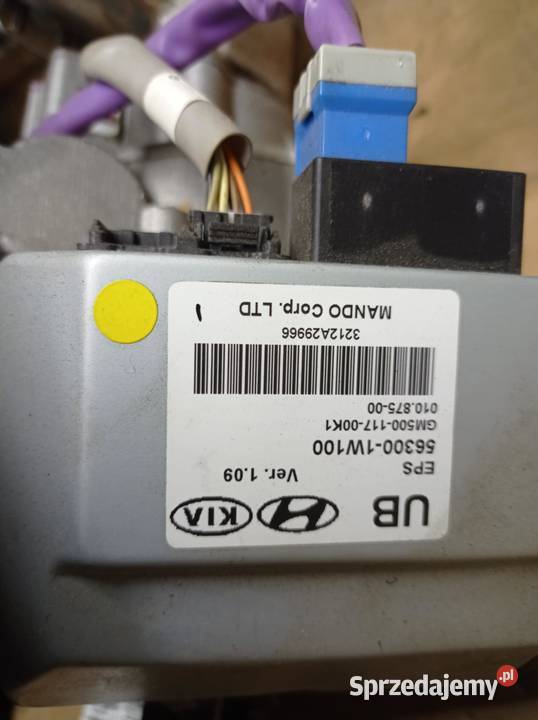 UB
KIA
EPS
Ver. 1.09
56300-1W100
GM500-117-00K1
010.875-00
3212A29966
MANDO Corp. LTD
1
Sprzedajemy.pl